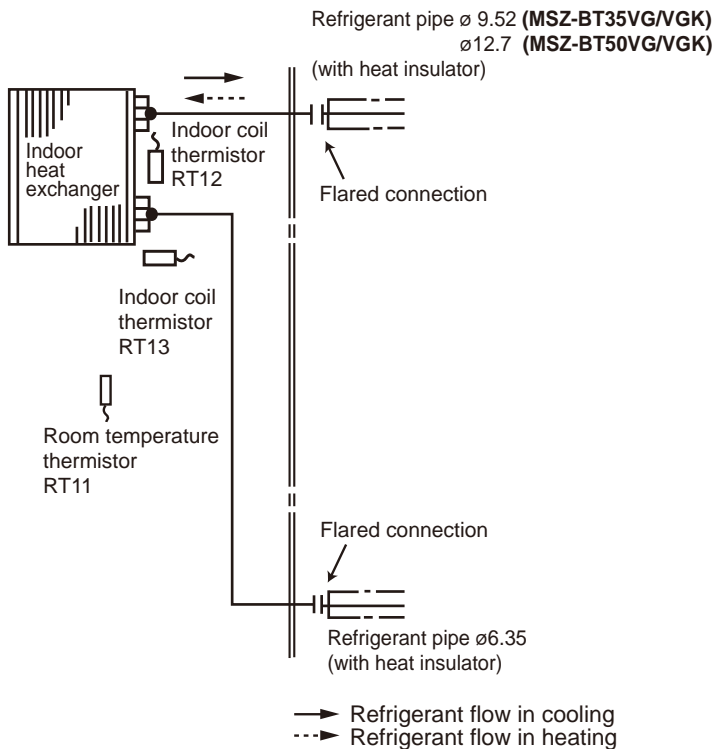 Refrigerant pipe ø 9.52 (MSZ-BT35VG/VGK)
ø12.7 (MSZ-BT50VG/VGK)
(with heat insulator)
Indoor
heat
exchanger
Indoor coil
thermistor
RT12
Flared connection
Indoor coil
thermistor
RT13
Room temperature
thermistor
RT11
Flared connection
Refrigerant pipe ø6.35
(with heat insulator)
Refrigerant flow in cooling
Refrigerant flow in heating